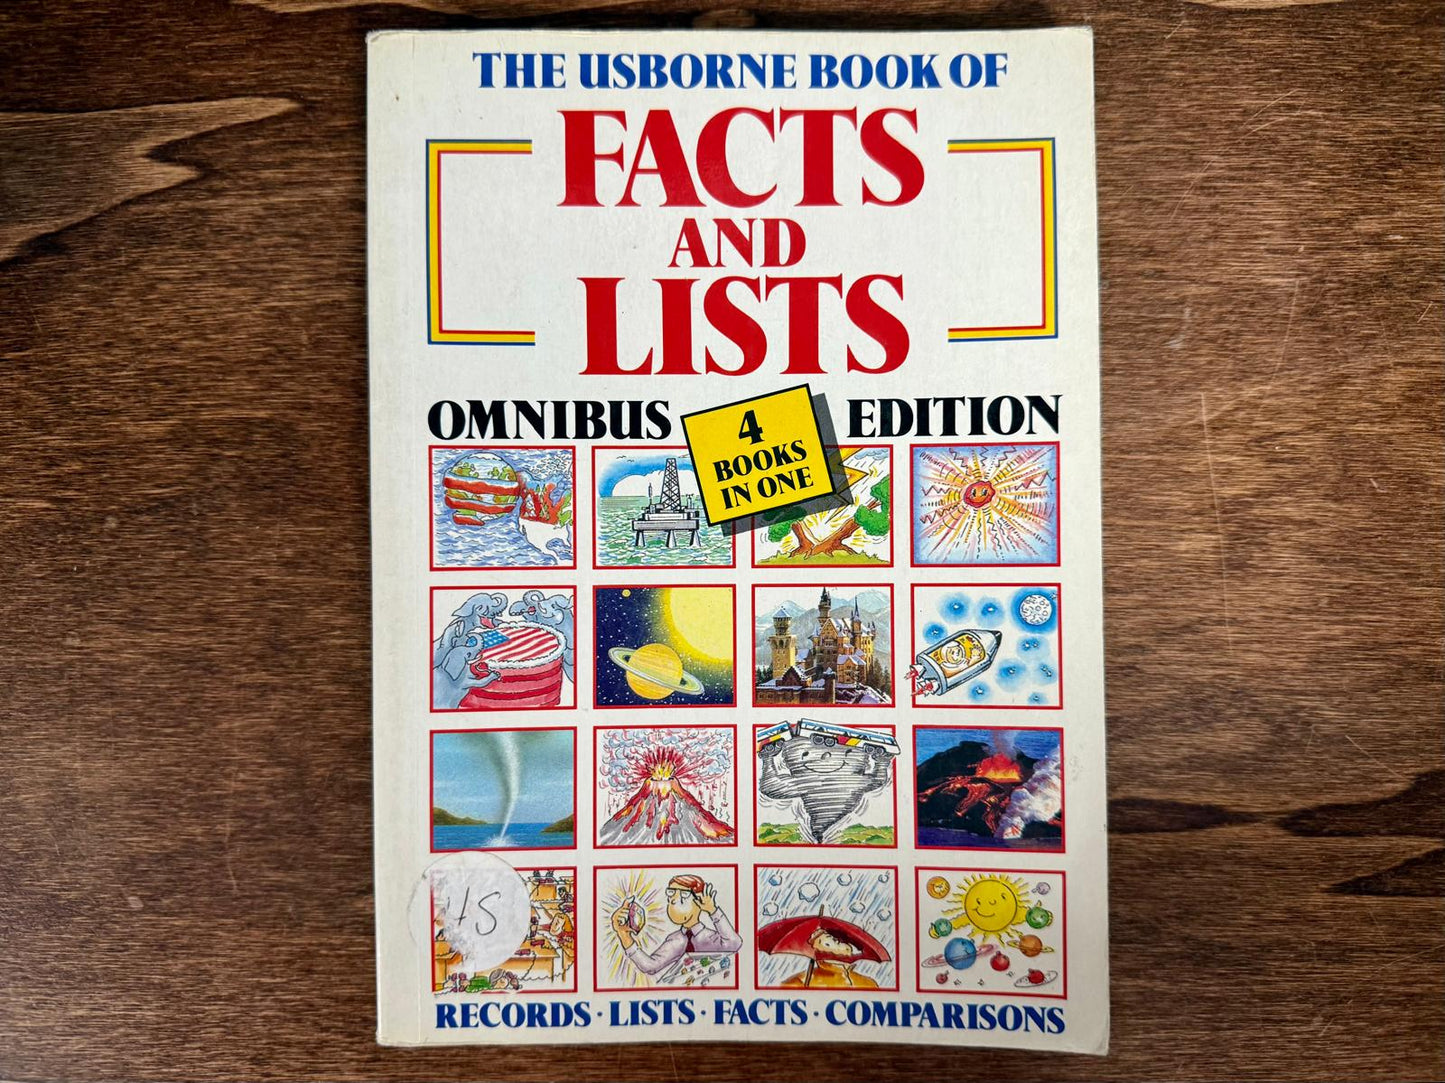 THE USBORNE BOOK OF
FACTS
AND
LISTS
OMNIBUS
EDITION
4
BOOKS
IN ONE
RECORDS · LISTS · FACTS · COMPARISONS